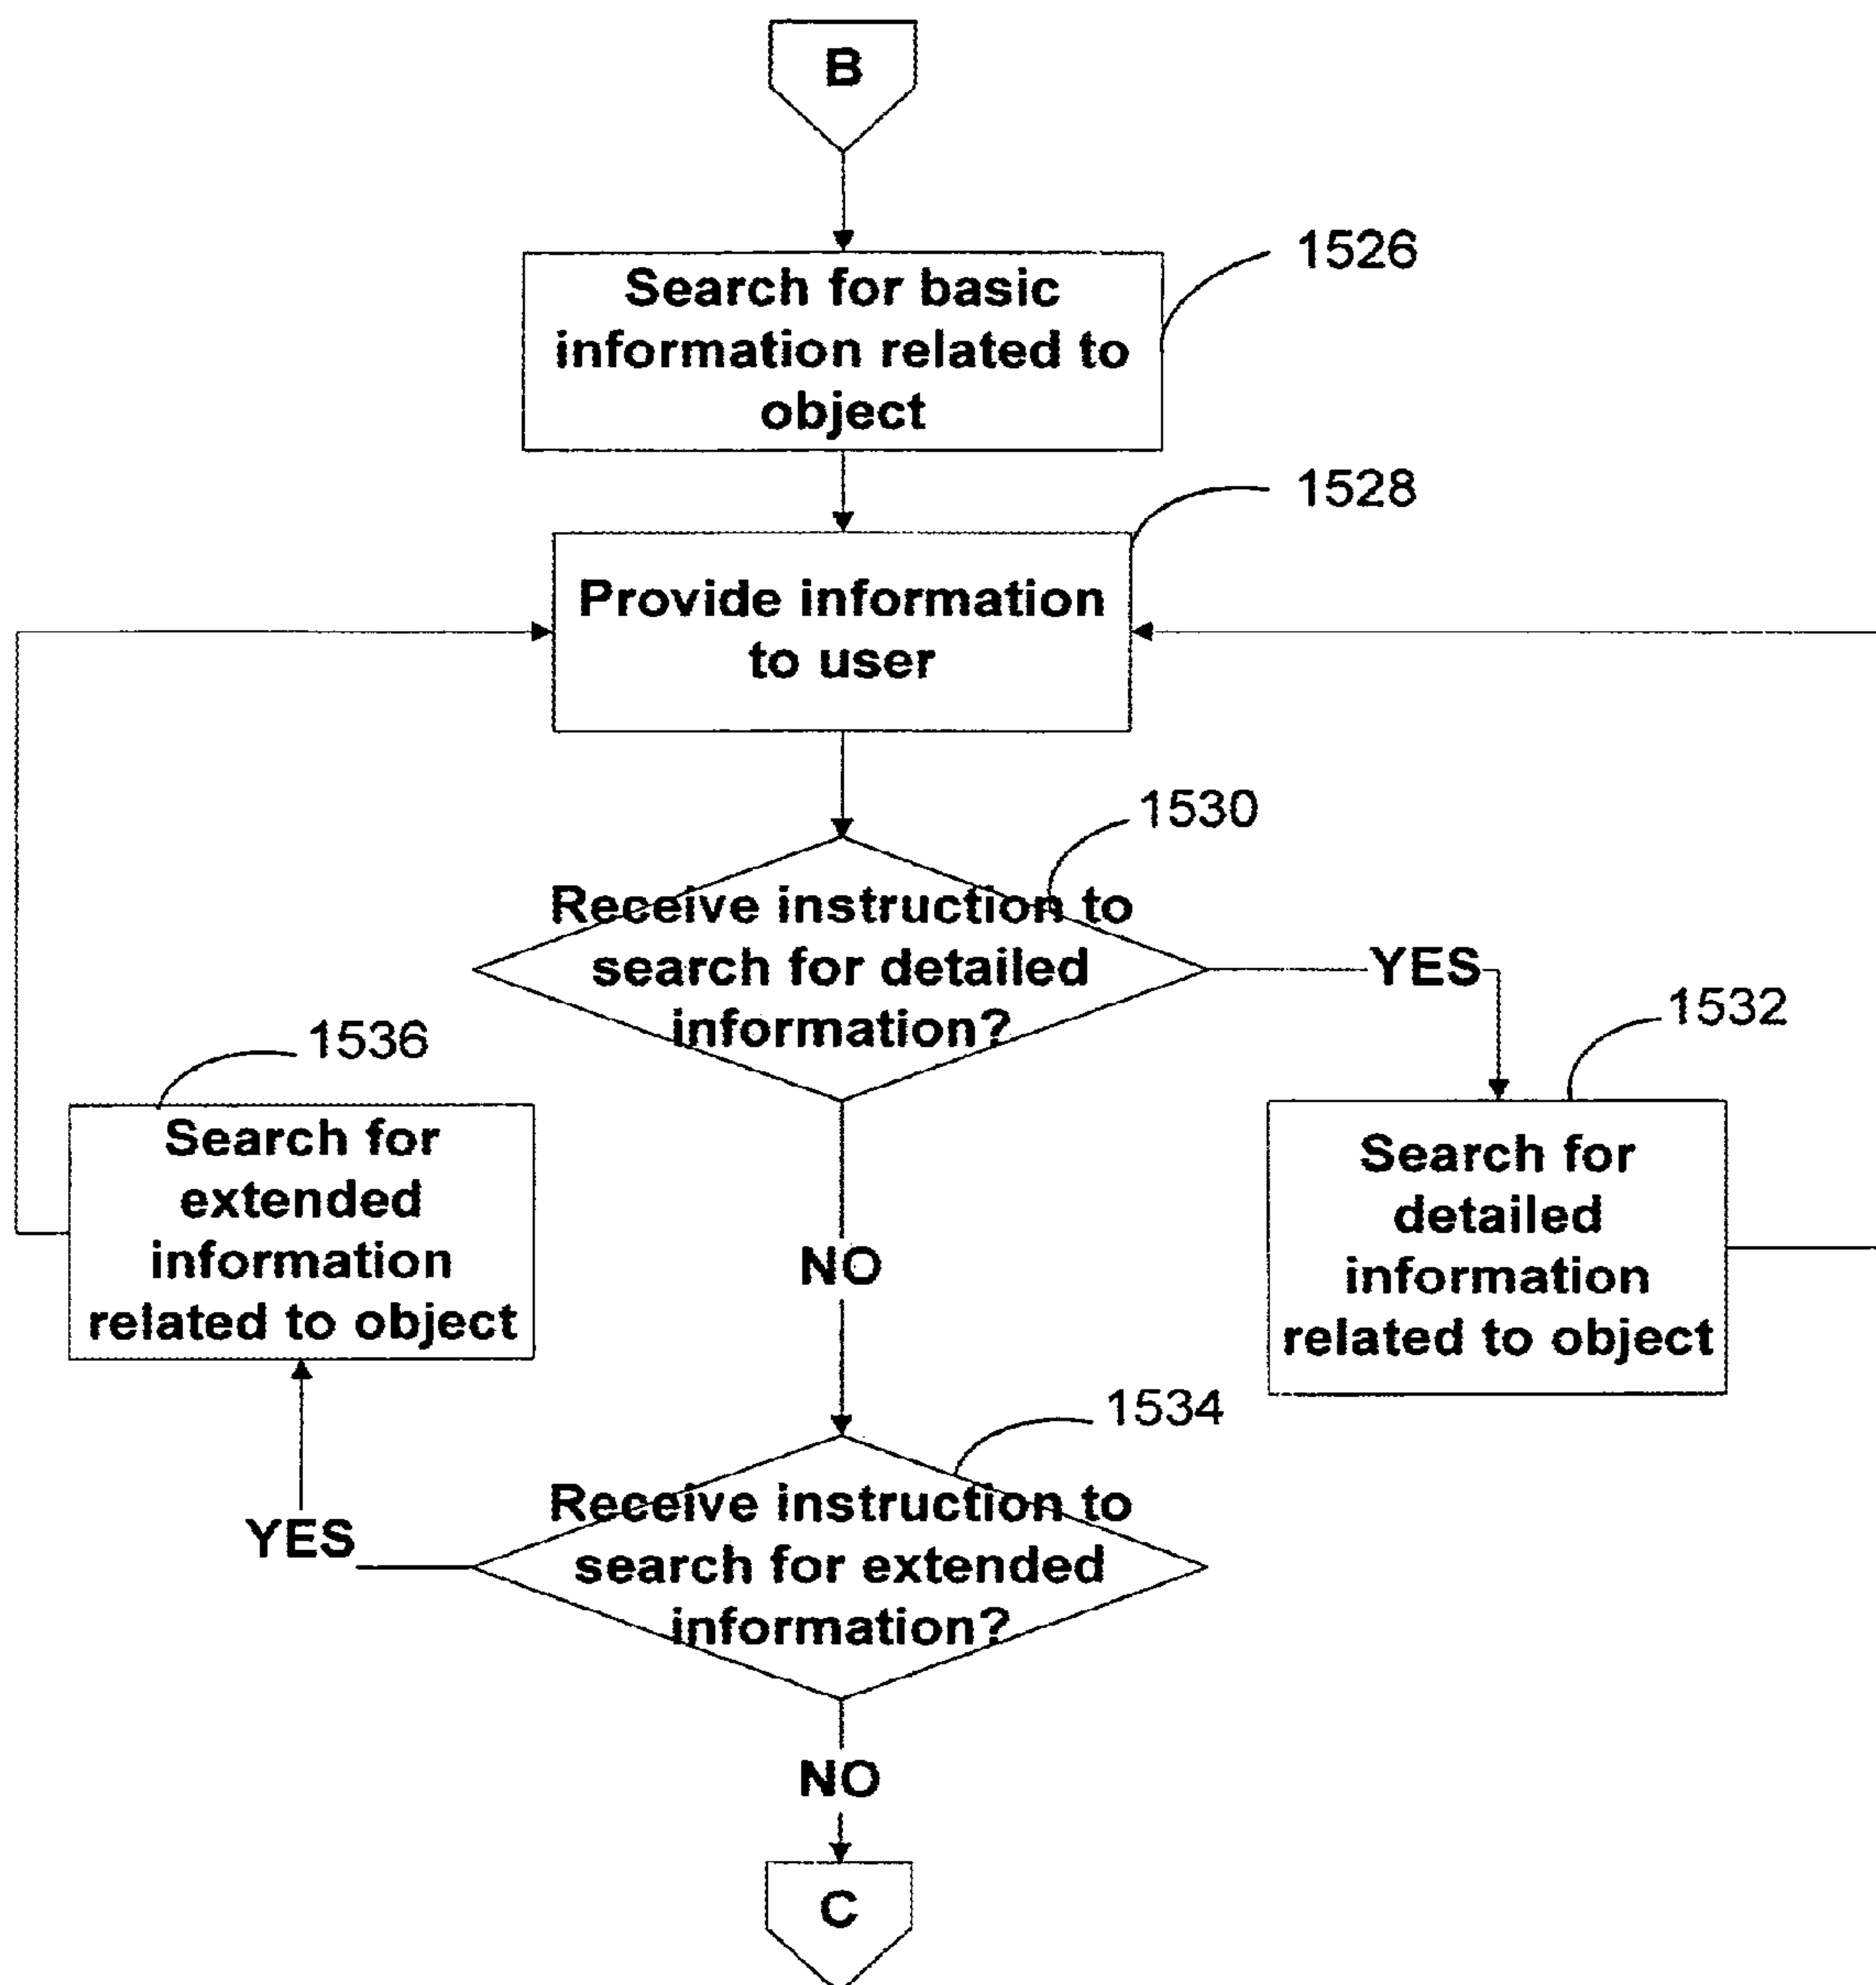 B
Search for basic
information related to
object
1526
Provide information
to user
1528
Receive instruction to
search for detailed
information?
1530
YES
Search for
detailed
information
related to object
1532
NO
Search for
extended
information
related to object
1536
Receive instruction to
search for extended
information?
1534
YES
NO
C